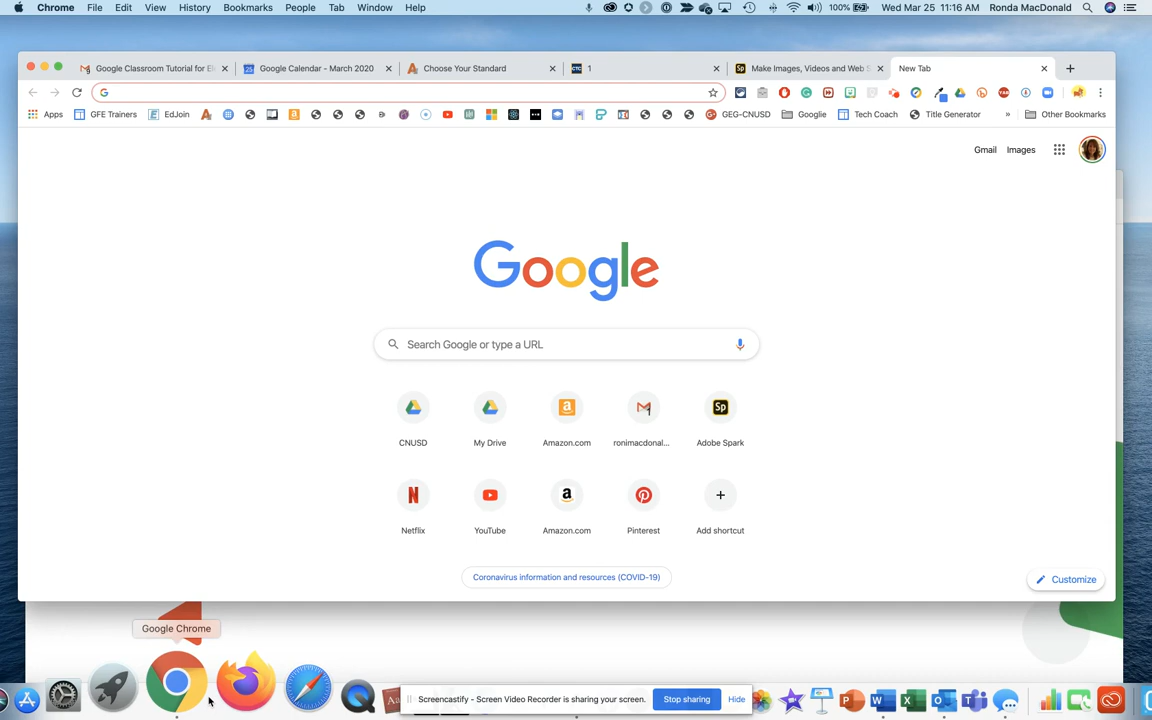 Chrome File Edit View History Bookmarks People Tab Window Help 100% Wed Mar 25 11:16 AM Ronda MacDonald
Google Classroom Tutorial for El Google Calendar - March 2020 Choose Your Standard CTC 1 Sp Make Images, Videos and Web S New Tab
Apps GFE Trainers EdJoin GEG-CNUSD Googlie Tech Coach Title Generator » Other Bookmarks
Gmail Images
Google
Search Google or type a URL
CNUSD My Drive Amazon.com ronimacdonal... Adobe Spark
Netflix YouTube Amazon.com Pinterest Add shortcut
Coronavirus information and resources (COVID-19)
Customize
Google Chrome
Screencastify - Screen Video Recorder is sharing your screen. Stop sharing Hide